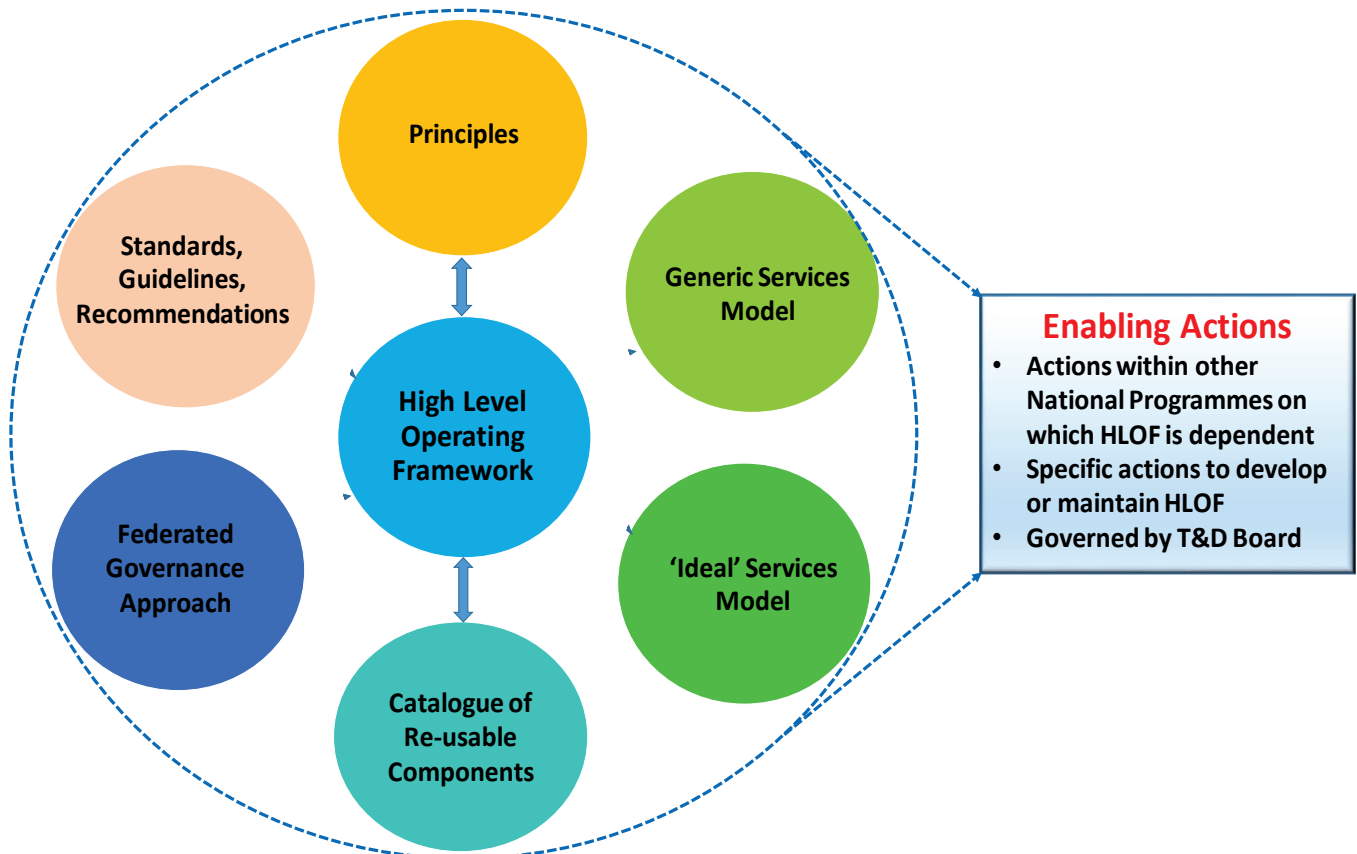 Principles
Standards,
Guidelines,
Recommendations
Generic Services
Model
High Level
Operating
Framework
Federated
Governance
Approach
‘Ideal’ Services
Model
Catalogue of
Re-usable
Components
Enabling Actions
• Actions within other
National Programmes on
which HLOF is dependent
• Specific actions to develop
or maintain HLOF
• Governed by T&D Board